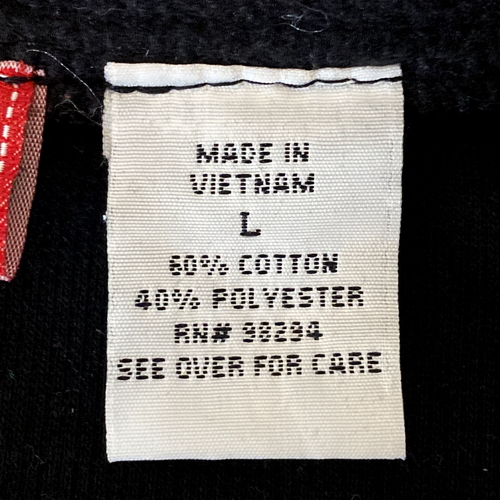 MADE IN
VIETNAM
L
60% COTTON
40% POLYESTER
RN# 98294
SEE OVER FOR CARE